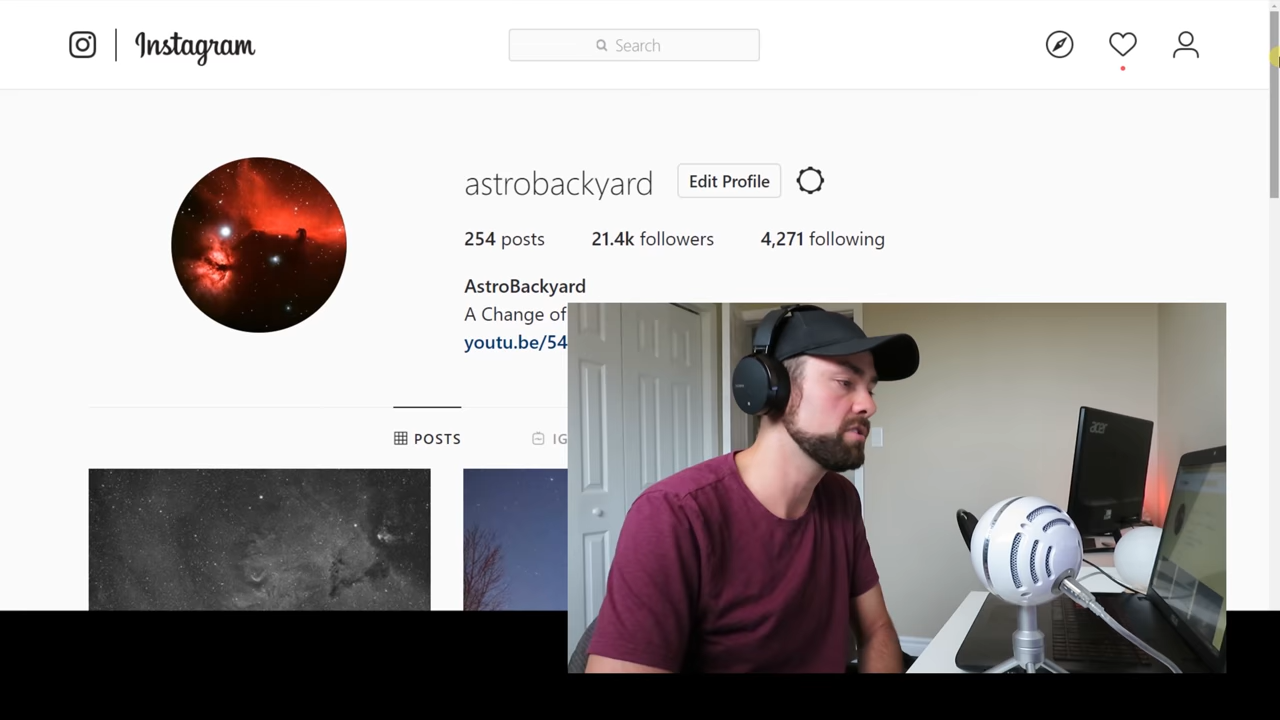 Instagram
Search
astrobackyard
Edit Profile
254 posts
21.4k followers
4,271 following
AstroBackyard
A Change of
youtu.be/54
POSTS
IG
acer